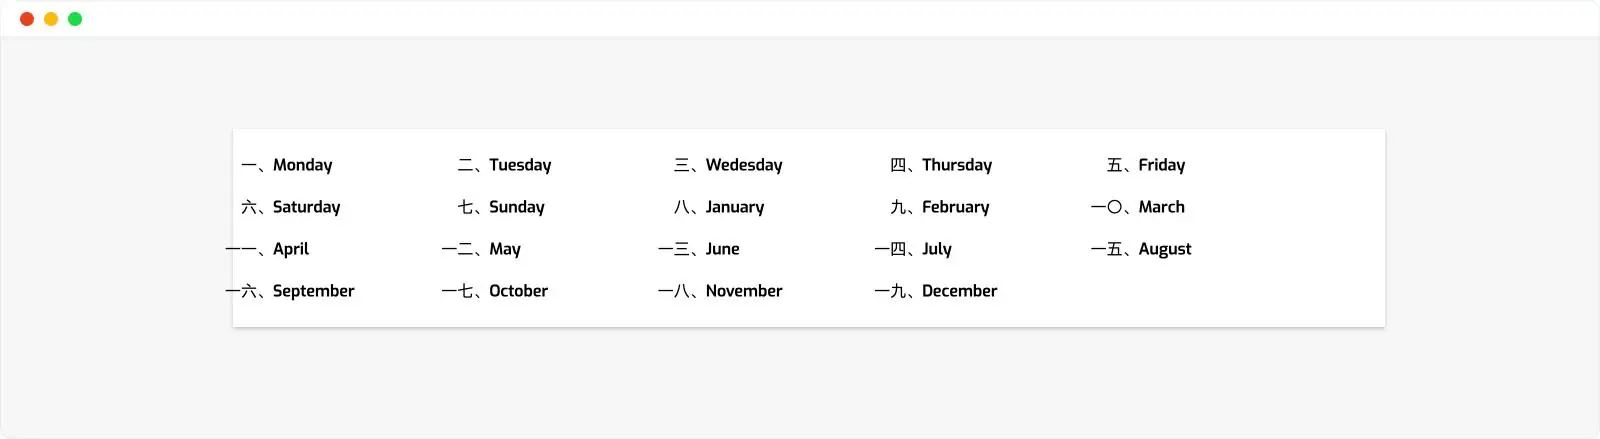 一、Monday 二、Tuesday 三、Wedesday 四、Thursday 五、Friday
六、Saturday 七、Sunday 八、January 九、February 一〇、March
一一、April 一二、May 一三、June 一四、July 一五、August
一六、September 一七、October 一八、November 一九、December